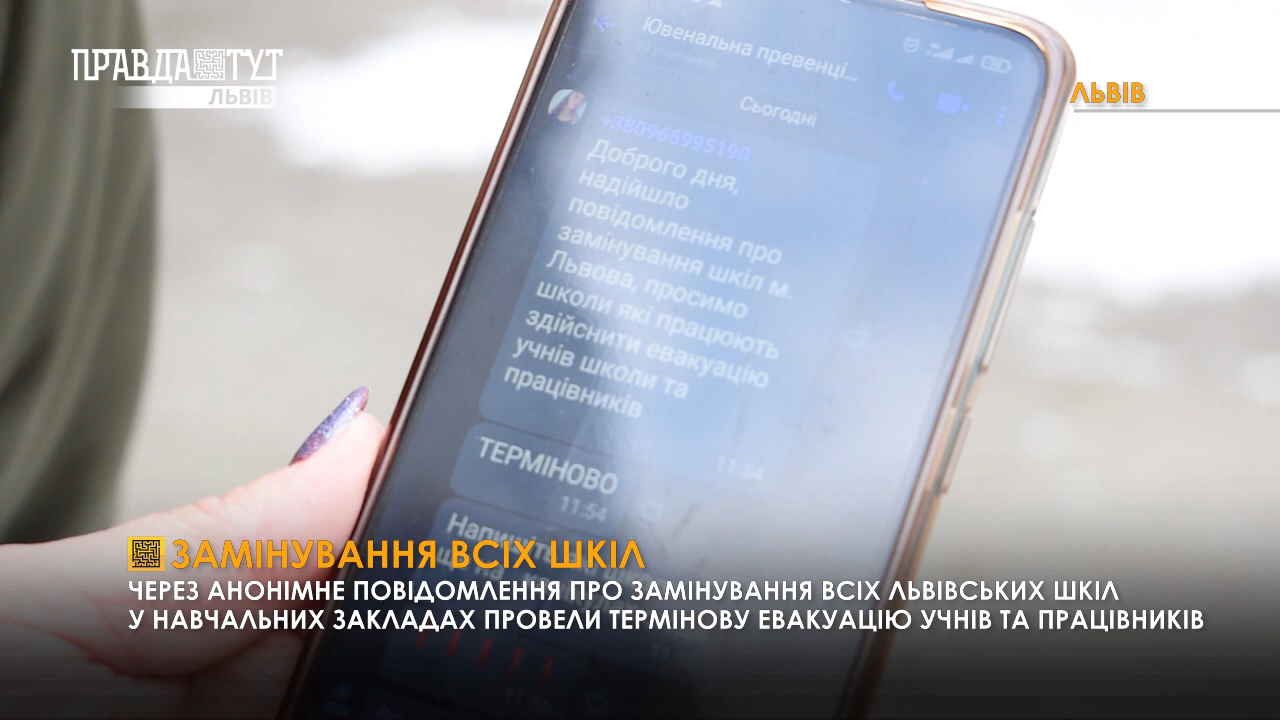 ПРАВДА ТУТ
ЛЬВІВ
ЛЬВІВ
Ювенальна превенці...
учасників
Сьогодні
+380966995190
Доброго дня,
надійшло
повідомлення про
замінування шкіл м.
Львова, просимо
школи які працюють
здійснити евакуацію
учнів школи та
працівників
11:54
ТЕРМІНОВО
11:54
ЗАМІНУВАННЯ ВСІХ ШКІЛ
ЧЕРЕЗ АНОНІМНЕ ПОВІДОМЛЕННЯ ПРО ЗАМІНУВАННЯ ВСІХ ЛЬВІВСЬКИХ ШКІЛ
У НАВЧАЛЬНИХ ЗАКЛАДАХ ПРОВЕЛИ ТЕРМІНОВУ ЕВАКУАЦІЮ УЧНІВ ТА ПРАЦІВНИКІВ